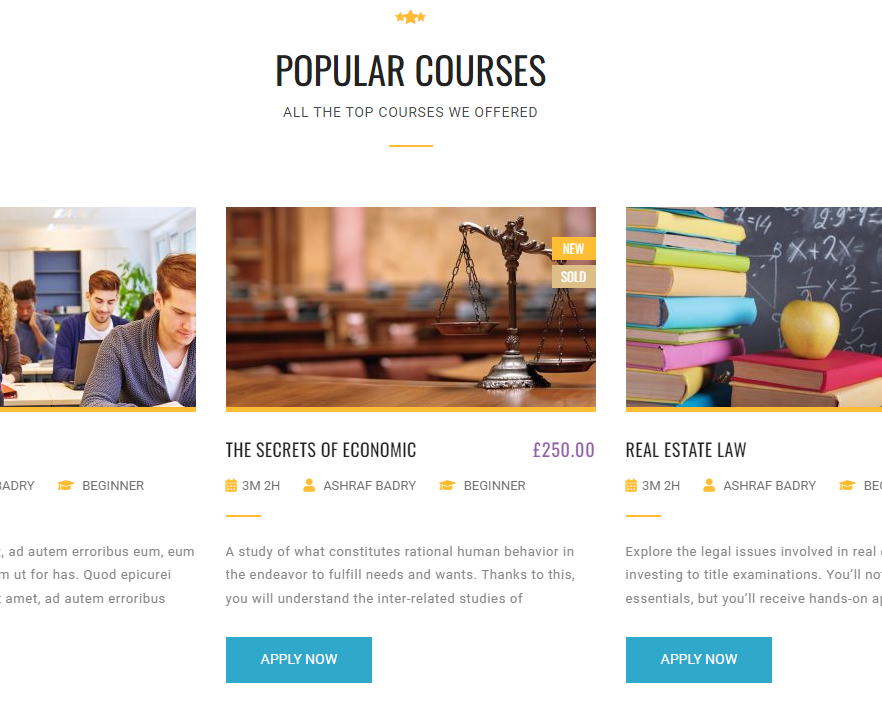 POPULAR COURSES
ALL THE TOP COURSES WE OFFERED
BADRY BEGINNER
, ad autem erroribus eum, eum
m ut for has. Quod epicurei
amet, ad autem erroribus
NEW
SOLD
THE SECRETS OF ECONOMIC £250.00
3M 2H ASHRAF BADRY BEGINNER
A study of what constitutes rational human behavior in
the endeavor to fulfill needs and wants. Thanks to this,
you will understand the inter-related studies of
APPLY NOW
REAL ESTATE LAW
3M 2H ASHRAF BADRY
Explore the legal issues involved in real
investing to title examinations. You’ll
essentials, but you’ll receive hands-on
APPLY NOW